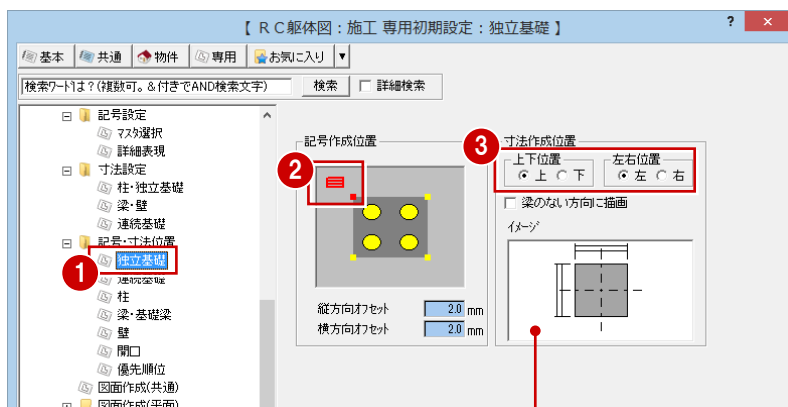 【 ＲＣ躯体図：施工 専用初期設定：独立基礎 】 ? ×
基本 共通 物件 専用 お気に入り ▼
検索ワードは？(複数可。＆付きでAND検索文字) 検索 詳細検索
記号設定
マスタ選択
詳細表現
寸法設定
柱・独立基礎
梁・壁
連続基礎
記号・寸法位置
1 独立基礎
連続基礎
柱
梁・基礎梁
壁
開口
優先順位
図面作成(共通)
図面作成(平面)
記号作成位置
2
縦方向オフセット 2.0 mm
横方向オフセット 2.0 mm
3 寸法作成位置
上下位置 左右位置
上 下 左 右
梁のない方向に描画
イメージ